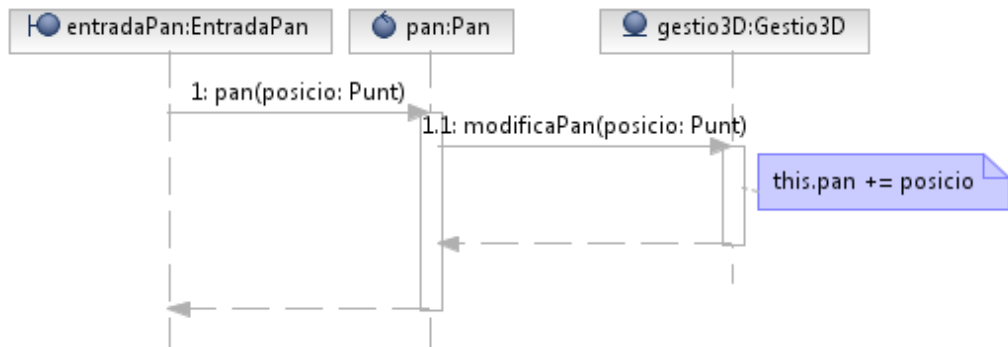 entradaPan:EntradaPan
pan:Pan
gestio3D:Gestio3D
1: pan(posicio: Punt)
1.1: modificaPan(posicio: Punt)
this.pan += posicio